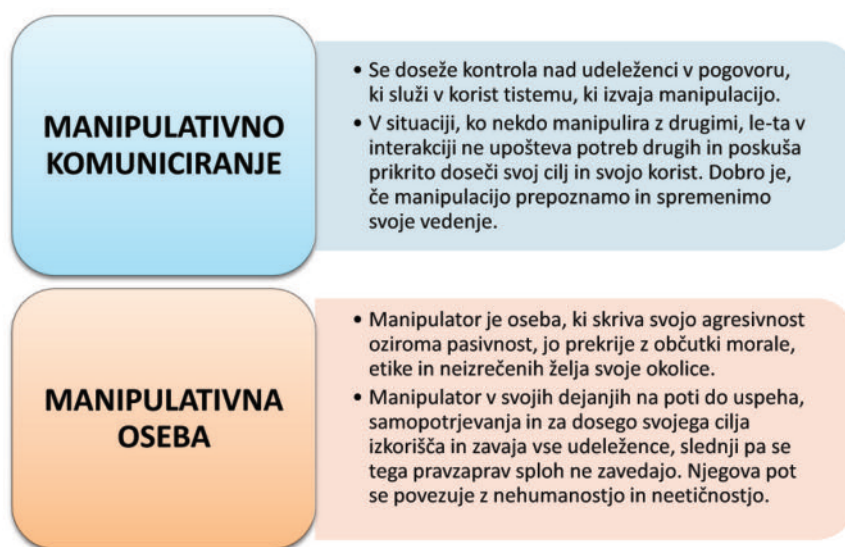 MANIPULATIVNO
KOMUNICIRANJE
• Se doseže kontrola nad udeleženci v pogovoru,
ki služi v korist tistemu, ki izvaja manipulacijo.
• V situaciji, ko nekdo manipulira z drugimi, le-ta v
interakciji ne upošteva potreb drugih in poskuša
prikrito doseči svoj cilj in svojo korist. Dobro je,
če manipulacijo prepoznamo in spremenimo
svoje vedenje.
MANIPULATIVNA
OSEBA
• Manipulator je oseba, ki skriva svojo agresivnost
oziroma pasivnost, jo prekrije z občutki morale,
etike in neizrečenih želja svoje okolice.
• Manipulator v svojih dejanjih na poti do uspeha,
samopotrjevanja in za dosego svojega cilja
izkorišča in zavaja vse udeležence, slednji pa se
tega pravzaprav sploh ne zavedajo. Njegova pot
se povezuje z nehumanostjo in neetičnostjo.